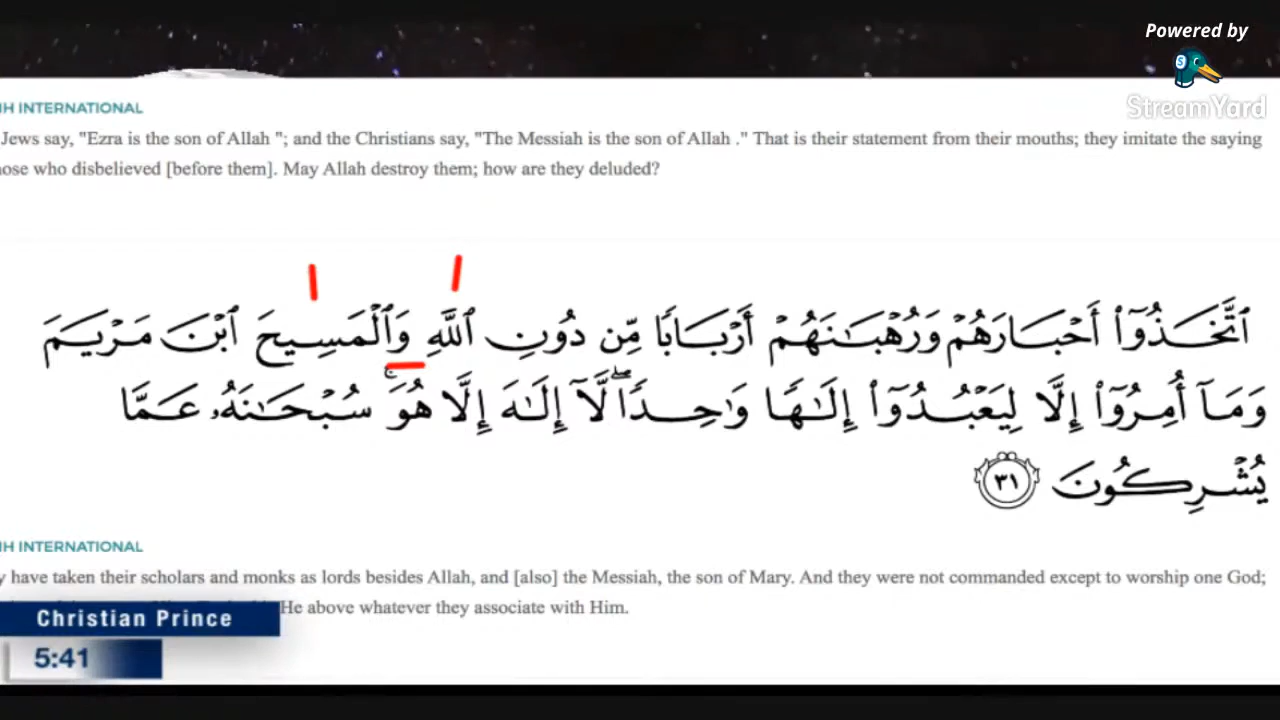 Powered by
StreamYard
IH INTERNATIONAL
Jews say, "Ezra is the son of Allah "; and the Christians say, "The Messiah is the son of Allah ." That is their statement from their mouths; they imitate the saying
ose who disbelieved [before them]. May Allah destroy them; how are they deluded?
ٱتَّخَذُوٓا۟ أَحْبَارَهُمْ وَرُهْبَـٰنَهُمْ أَرْبَابًا مِّن دُونِ ٱللَّهِ وَٱلْمَسِيحَ ٱبْنَ مَرْيَمَ
وَمَآ أُمِرُوٓا۟ إِلَّا لِيَعْبُدُوٓا۟ إِلَـٰهًا وَٰحِدًا ۖ لَّآ إِلَـٰهَ إِلَّا هُوَ ۚ سُبْحَـٰنَهُۥ عَمَّا
يُشْرِكُونَ ٣١
IH INTERNATIONAL
y have taken their scholars and monks as lords besides Allah, and [also] the Messiah, the son of Mary. And they were not commanded except to worship one God;
He above whatever they associate with Him.
Christian Prince
5:41